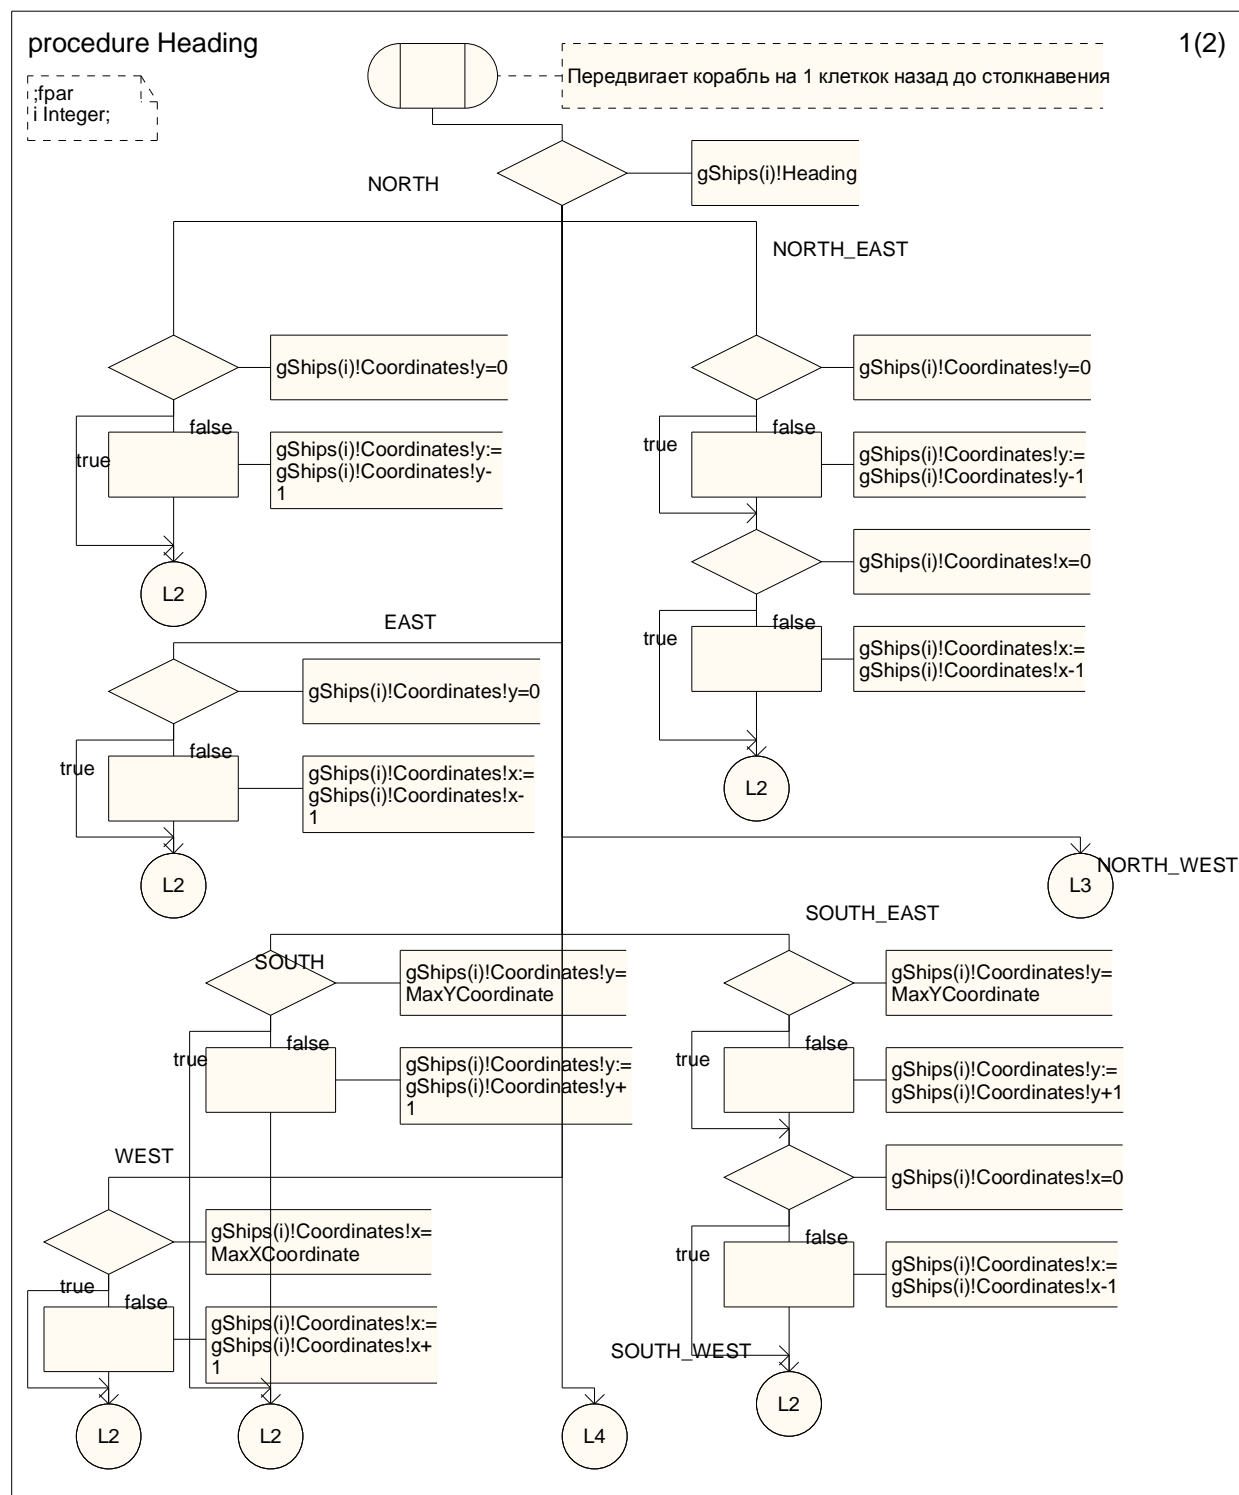 procedure Heading
1(2)
;fpar
i Integer;
Передвигает корабль на 1 клеткок назад до столкнавения
gShips(i)!Heading
NORTH
NORTH_EAST
gShips(i)!Coordinates!y=0
false
true
gShips(i)!Coordinates!y:=
gShips(i)!Coordinates!y-
1
L2
gShips(i)!Coordinates!y=0
false
true
gShips(i)!Coordinates!y:=
gShips(i)!Coordinates!y-1
gShips(i)!Coordinates!x=0
false
true
gShips(i)!Coordinates!x:=
gShips(i)!Coordinates!x-1
L2
EAST
gShips(i)!Coordinates!y=0
false
true
gShips(i)!Coordinates!x:=
gShips(i)!Coordinates!x-
1
L2
L3
NORTH_WEST
SOUTH_EAST
SOUTH
gShips(i)!Coordinates!y=
MaxYCoordinate
false
true
gShips(i)!Coordinates!y:=
gShips(i)!Coordinates!y+
1
gShips(i)!Coordinates!y=
MaxYCoordinate
false
true
gShips(i)!Coordinates!y:=
gShips(i)!Coordinates!y+1
gShips(i)!Coordinates!x=0
false
true
gShips(i)!Coordinates!x:=
gShips(i)!Coordinates!x-1
WEST
gShips(i)!Coordinates!x=
MaxXCoordinate
true
false
gShips(i)!Coordinates!x:=
gShips(i)!Coordinates!x+
1
SOUTH_WEST
L2
L2
L2
L4